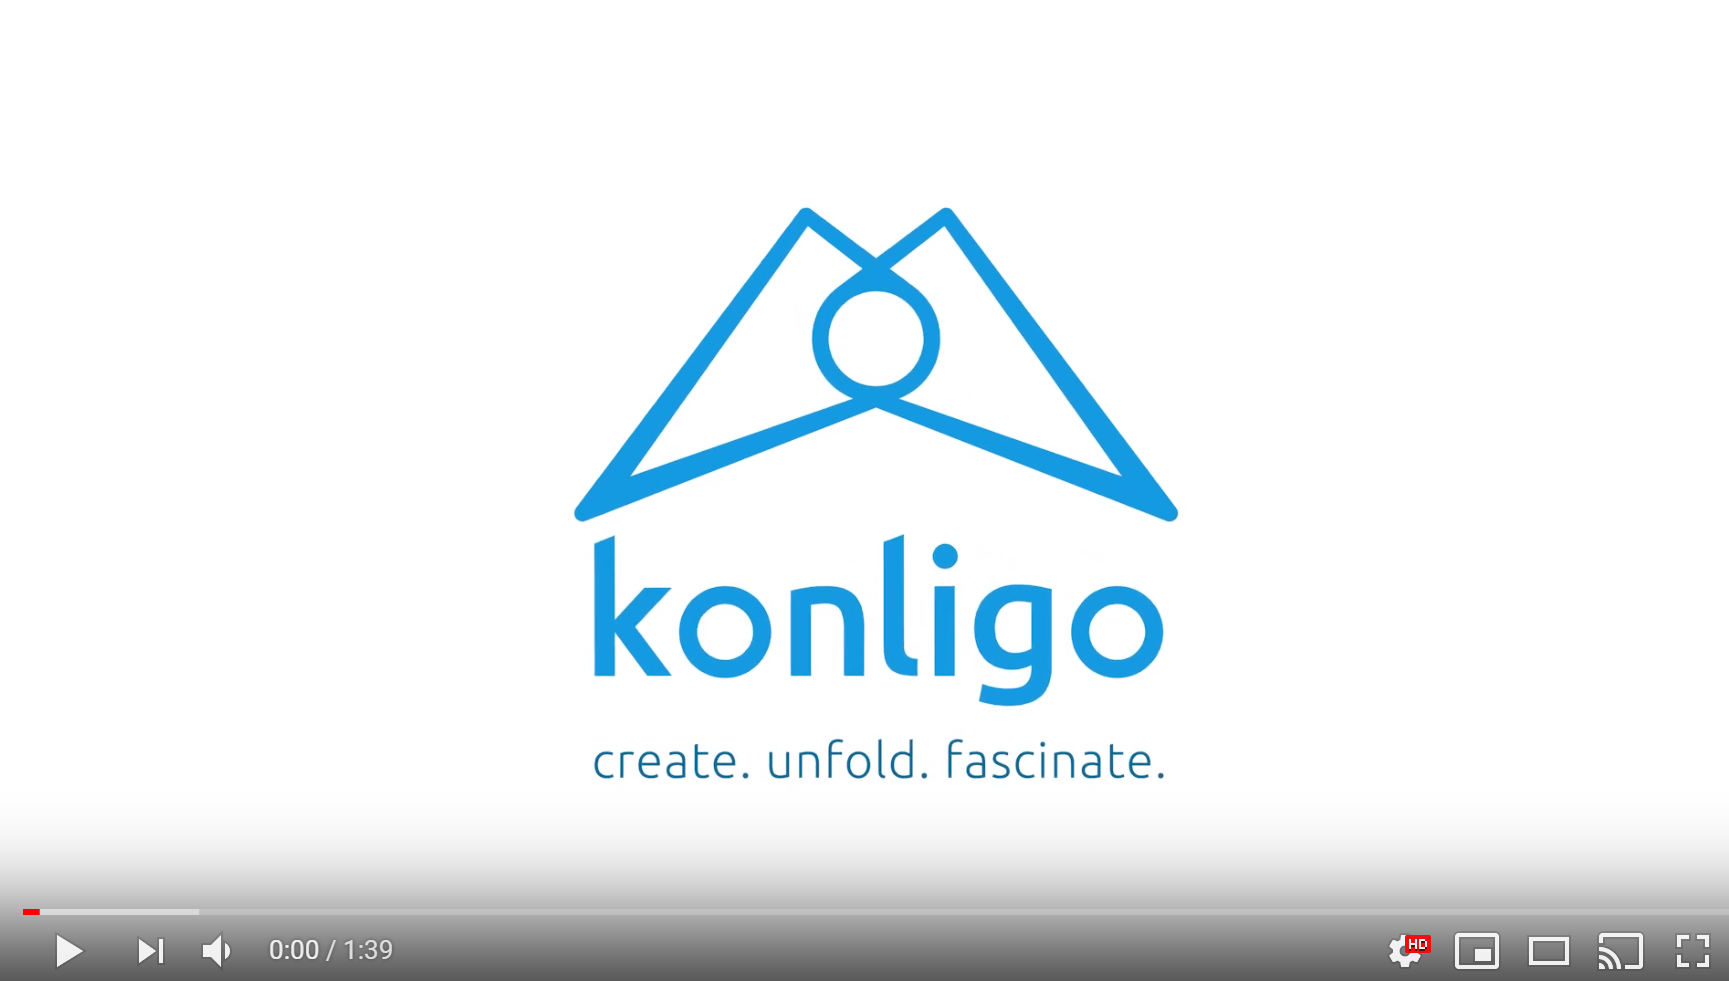 konligo
create. unfold. fascinate.
0:00 / 1:39
HD